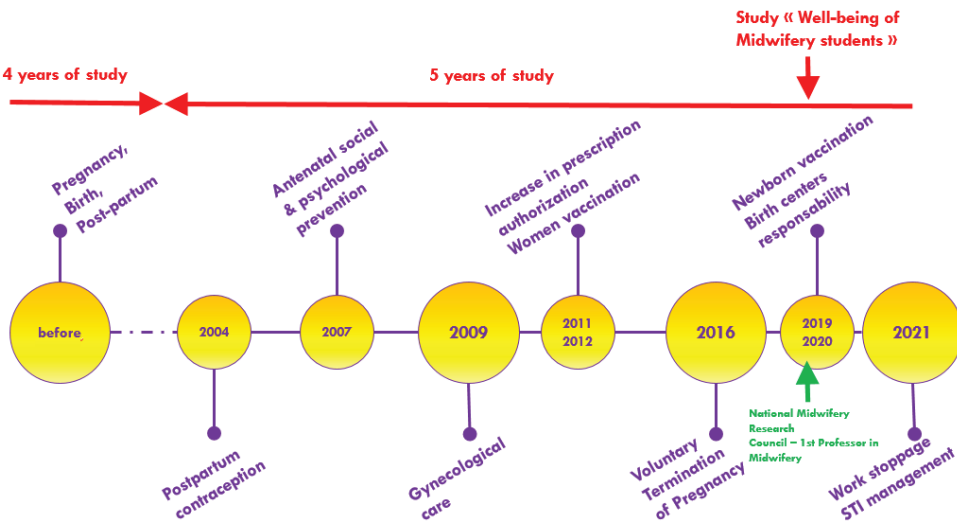 Study « Well-being of
Midwifery students »
4 years of study
5 years of study
Pregnancy,
Birth,
Post-partum
Antenatal social
& psychological
prevention
Increase in prescription
authorization
Women vaccination
Newborn vaccination
Birth centers
responsability
before
2004
2007
2009
2011
2012
2016
2019
2020
2021
Postpartum
contraception
Gynecological
care
Voluntary
Termination
of Pregnancy
National Midwifery
Research
Council – 1st Professor in
Midwifery
Work stoppage
STI management